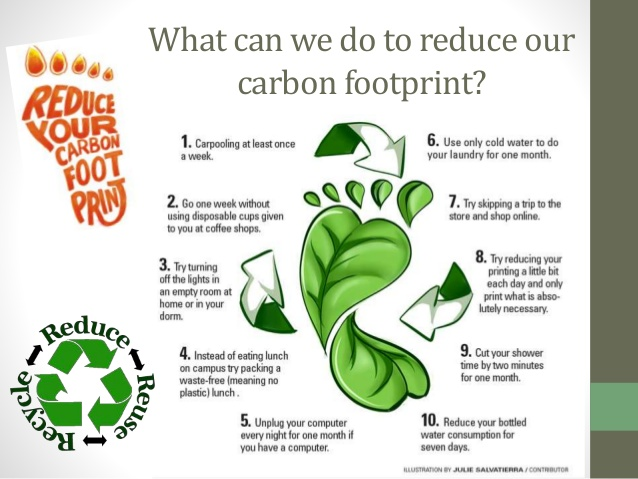 What can we do to reduce our
carbon footprint?
REDUCE
YOUR
CARBON
FOOT
PRINT
1. Carpooling at least once
a week.
2. Go one week without
using disposable cups given
to you at coffee shops.
3. Try turning
off the lights in
an empty room at
home or in your
dorm.
4. Instead of eating lunch
on campus try packing a
waste-free (meaning no
plastic) lunch .
5. Unplug your computer
every night for one month if
you have a computer.
6. Use only cold water to do
your laundry for one month.
7. Try skipping a trip to the
store and shop online.
8. Try reducing your
printing a little bit
each day and only
print what is abso-
lutely necessary.
9. Cut your shower
time by two minutes
for one month.
10. Reduce your bottled
water consumption for
seven days.
Reduce
Reuse
Recycle
ILLUSTRATION BY JULIE SALVATIERRA / CONTRIBUTOR